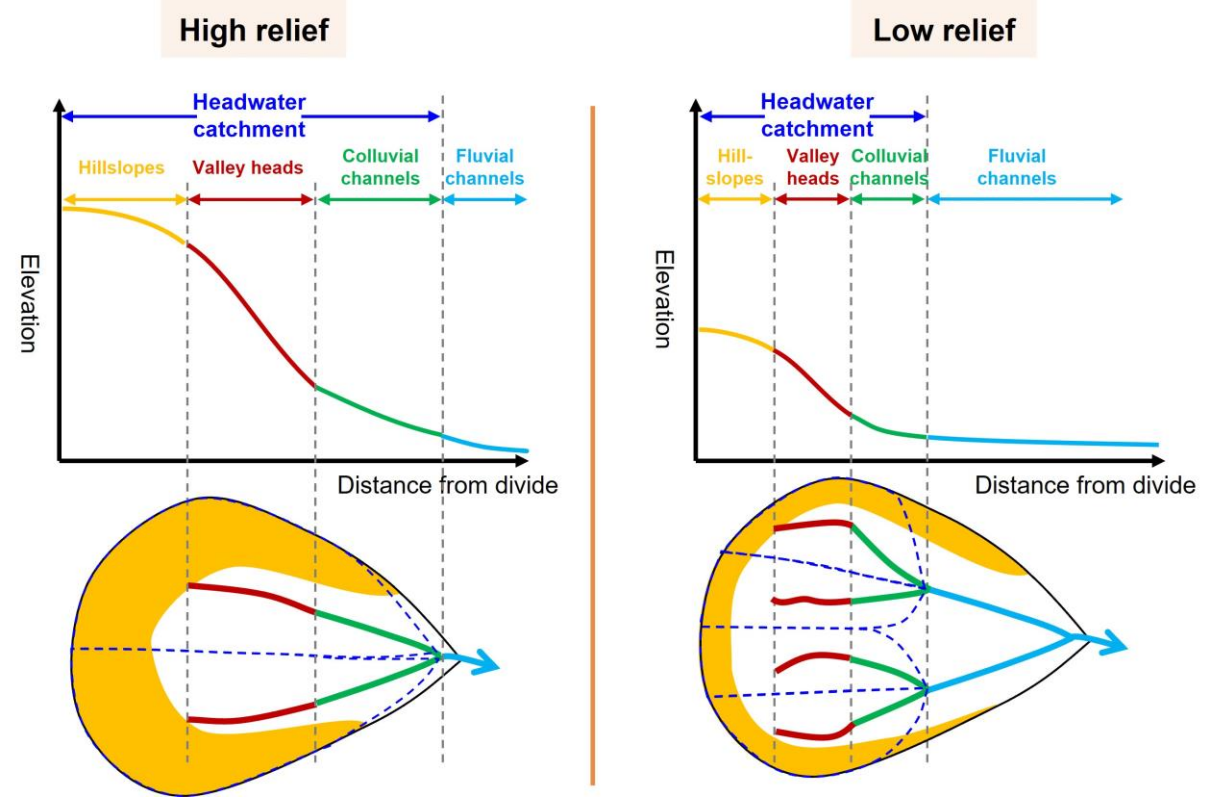 High relief
Headwater
catchment
Hillslopes
Valley heads
Colluvial
channels
Fluvial
channels
Elevation
Distance from divide
Low relief
Headwater
catchment
Hill-
slopes
Valley
heads
Colluvial
channels
Fluvial
channels
Elevation
Distance from divide